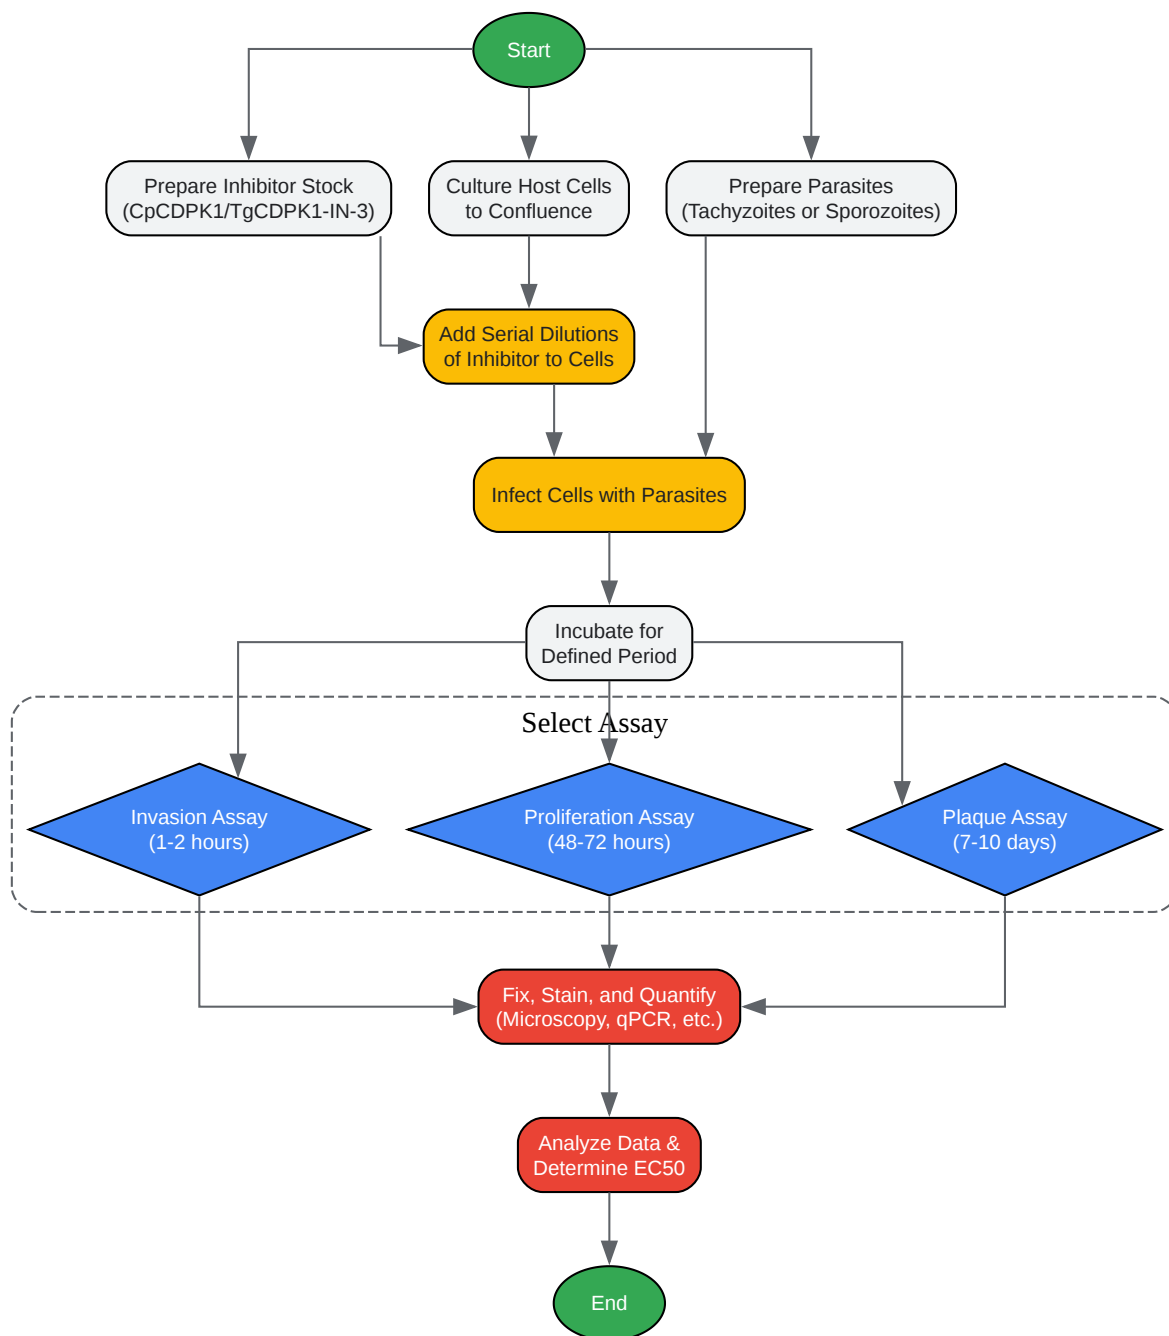 Start
Prepare Inhibitor Stock
(CpCDPK1/TgCDPK1-IN-3)
Culture Host Cells
to Confluence
Prepare Parasites
(Tachyzoites or Sporozoites)
Add Serial Dilutions
of Inhibitor to Cells
Infect Cells with Parasites
Incubate for
Defined Period
Select Assay
Invasion Assay
(1-2 hours)
Proliferation Assay
(48-72 hours)
Plaque Assay
(7-10 days)
Fix, Stain, and Quantify
(Microscopy, qPCR, etc.)
Analyze Data &
Determine EC50
End